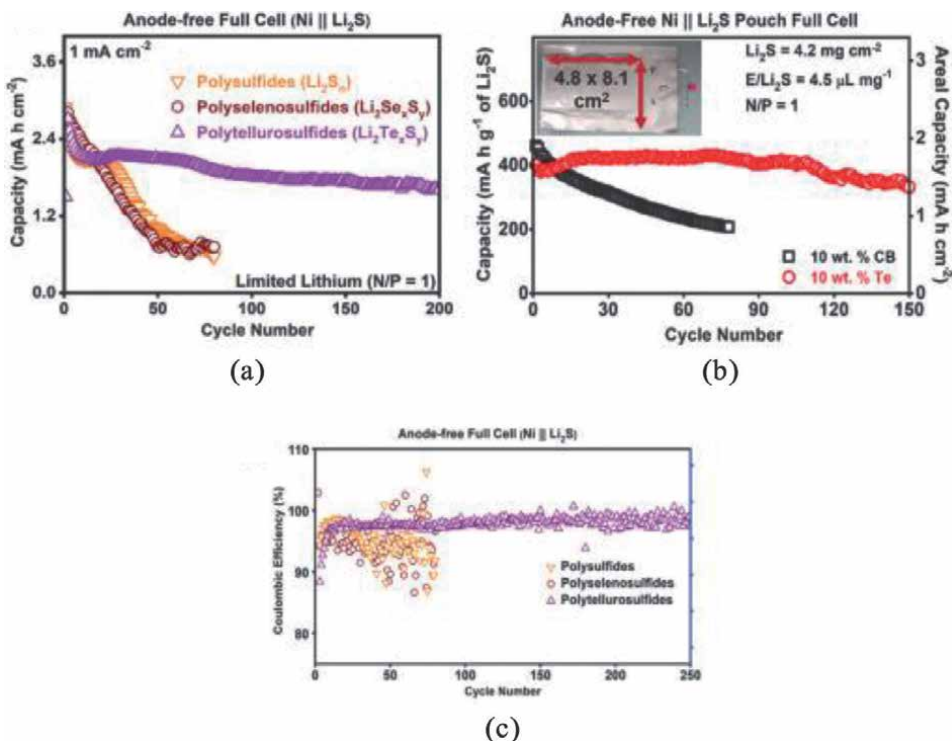 Anode-free Full Cell (Ni || Li₂S)
1 mA cm⁻²
Polysulfides (Li₂Sₙ)
Polyselenosulfides (Li₂SeₓSᵧ)
Polytellurosulfides (Li₂TeₓSᵧ)
Limited Lithium (N/P = 1)
Capacity (mA h cm⁻²)
3.6
2.4
1.2
0.0
0 50 100 150 200
Cycle Number
(a)
Anode-Free Ni || Li₂S Pouch Full Cell
4.8 x 8.1
cm²
Li₂S = 4.2 mg cm⁻²
E/Li₂S = 4.5 μL mg⁻¹
N/P = 1
10 wt. % CB
10 wt. % Te
Capacity (mA h g⁻¹ of Li₂S)
600
400
200
0
Areal Capacity (mA h cm⁻²)
3
2
1
0
0 30 60 90 120 150
Cycle Number
(b)
Anode-free Full Cell (Ni || Li₂S)
Coulombic Efficiency (%)
110
100
90
80
Polysulfides
Polyselenosulfides
Polytellurosulfides
0 50 100 150 200 250
Cycle Number
(c)